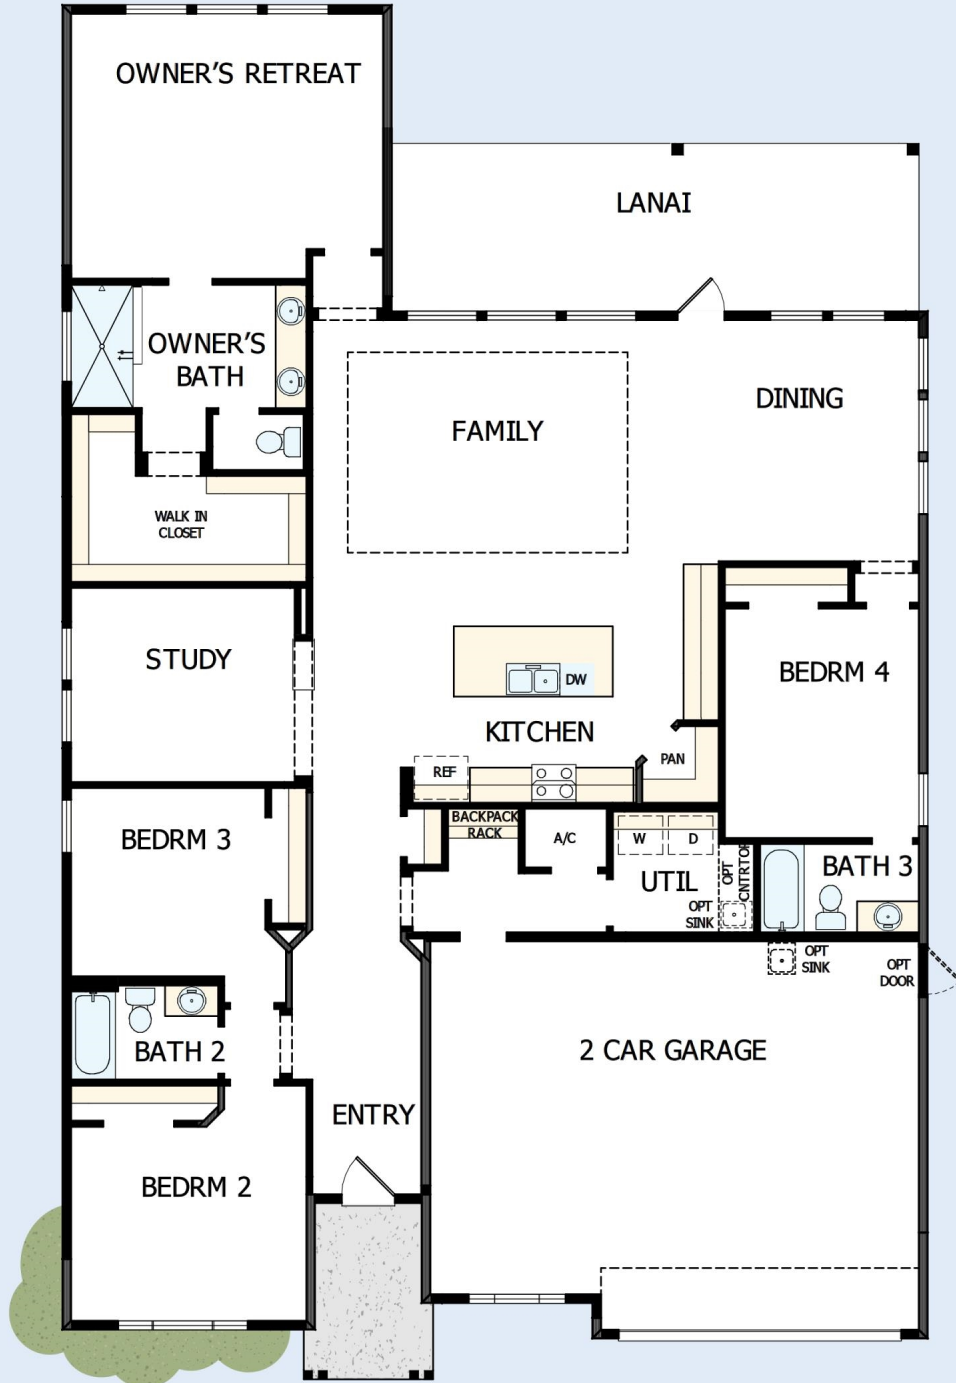 OWNER'S RETREAT
LANAI
OWNER'S
BATH
FAMILY
DINING
WALK IN
CLOSET
STUDY
DW
BEDRM 4
KITCHEN
PAN
REF
BACKPACK
RACK
A/C
W
D
BEDRM 3
UTIL
OPT
CNTRTOP
BATH 3
OPT
SINK
OPT
SINK
OPT
DOOR
BATH 2
2 CAR GARAGE
ENTRY
BEDRM 2